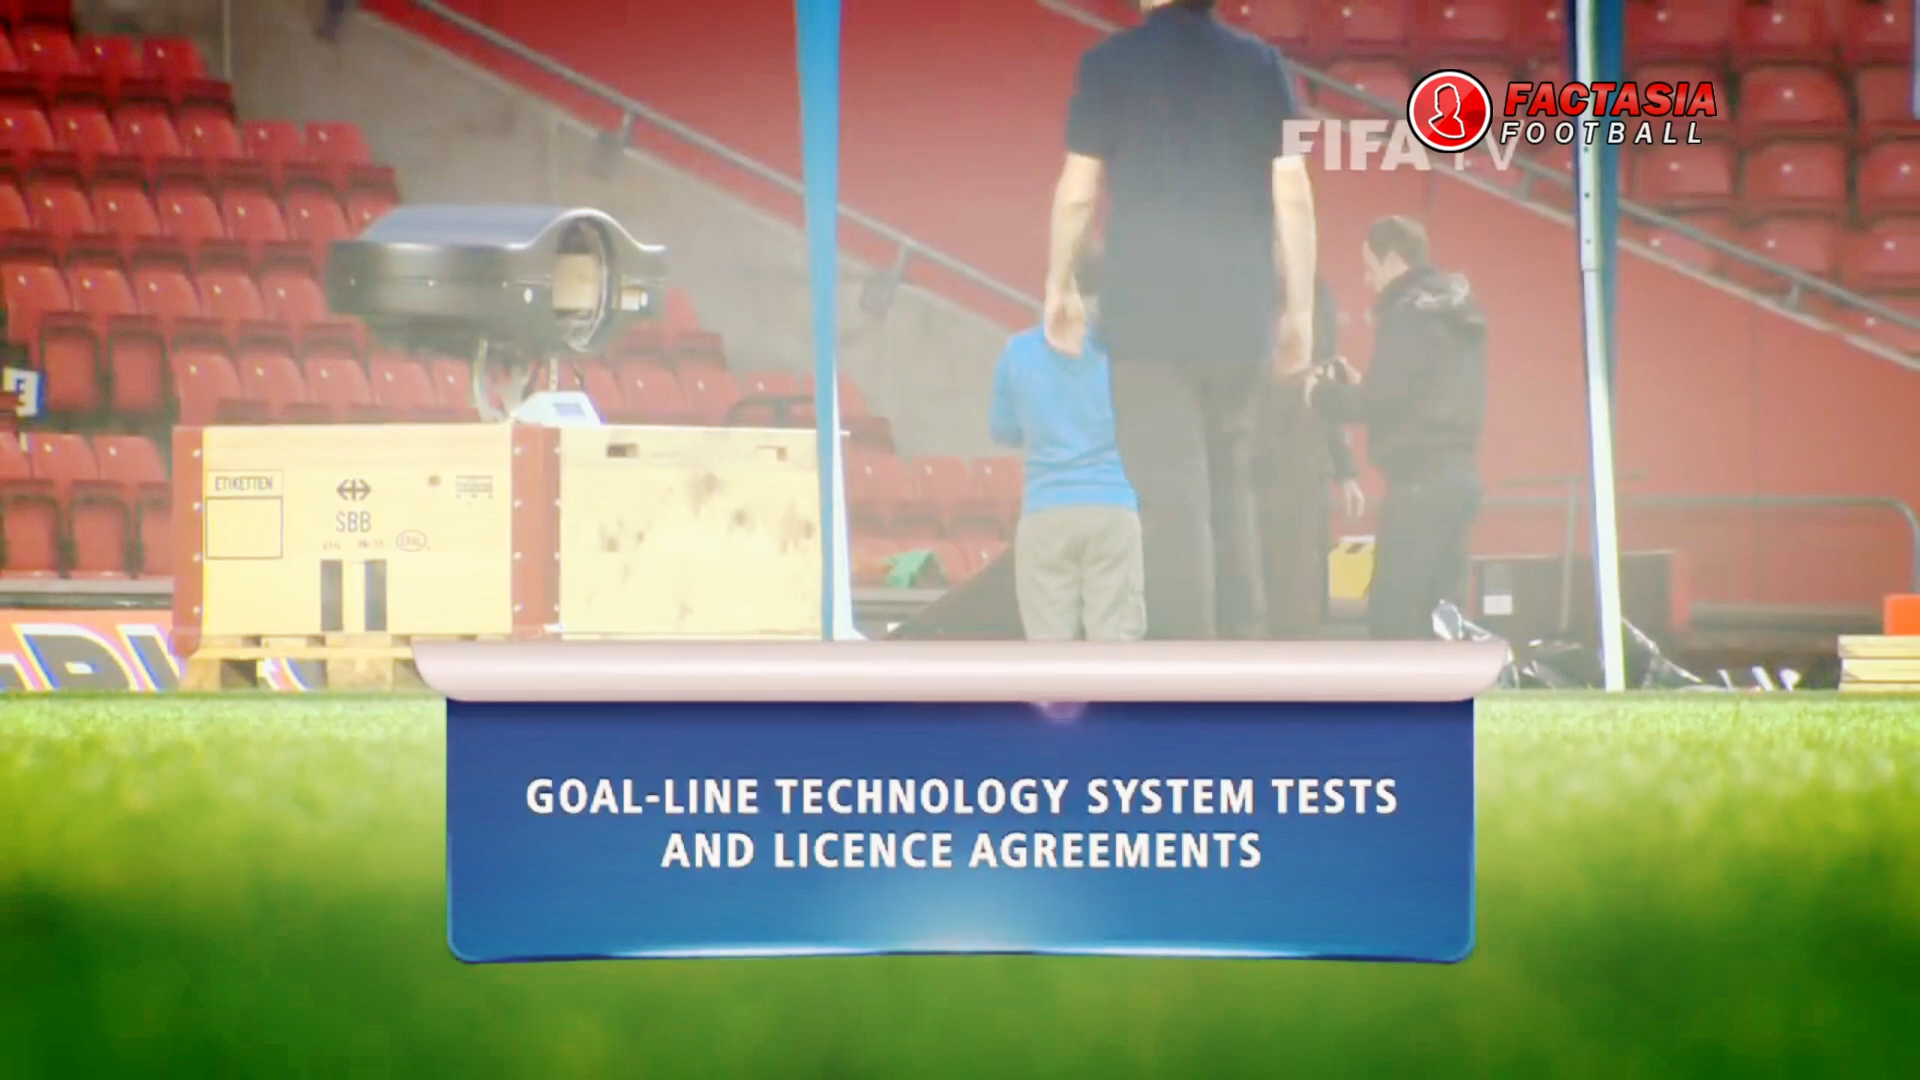 FACTASIA
FOOTBALL
FIFA TV
ETIKETTEN
SBB
GOAL-LINE TECHNOLOGY SYSTEM TESTS
AND LICENCE AGREEMENTS